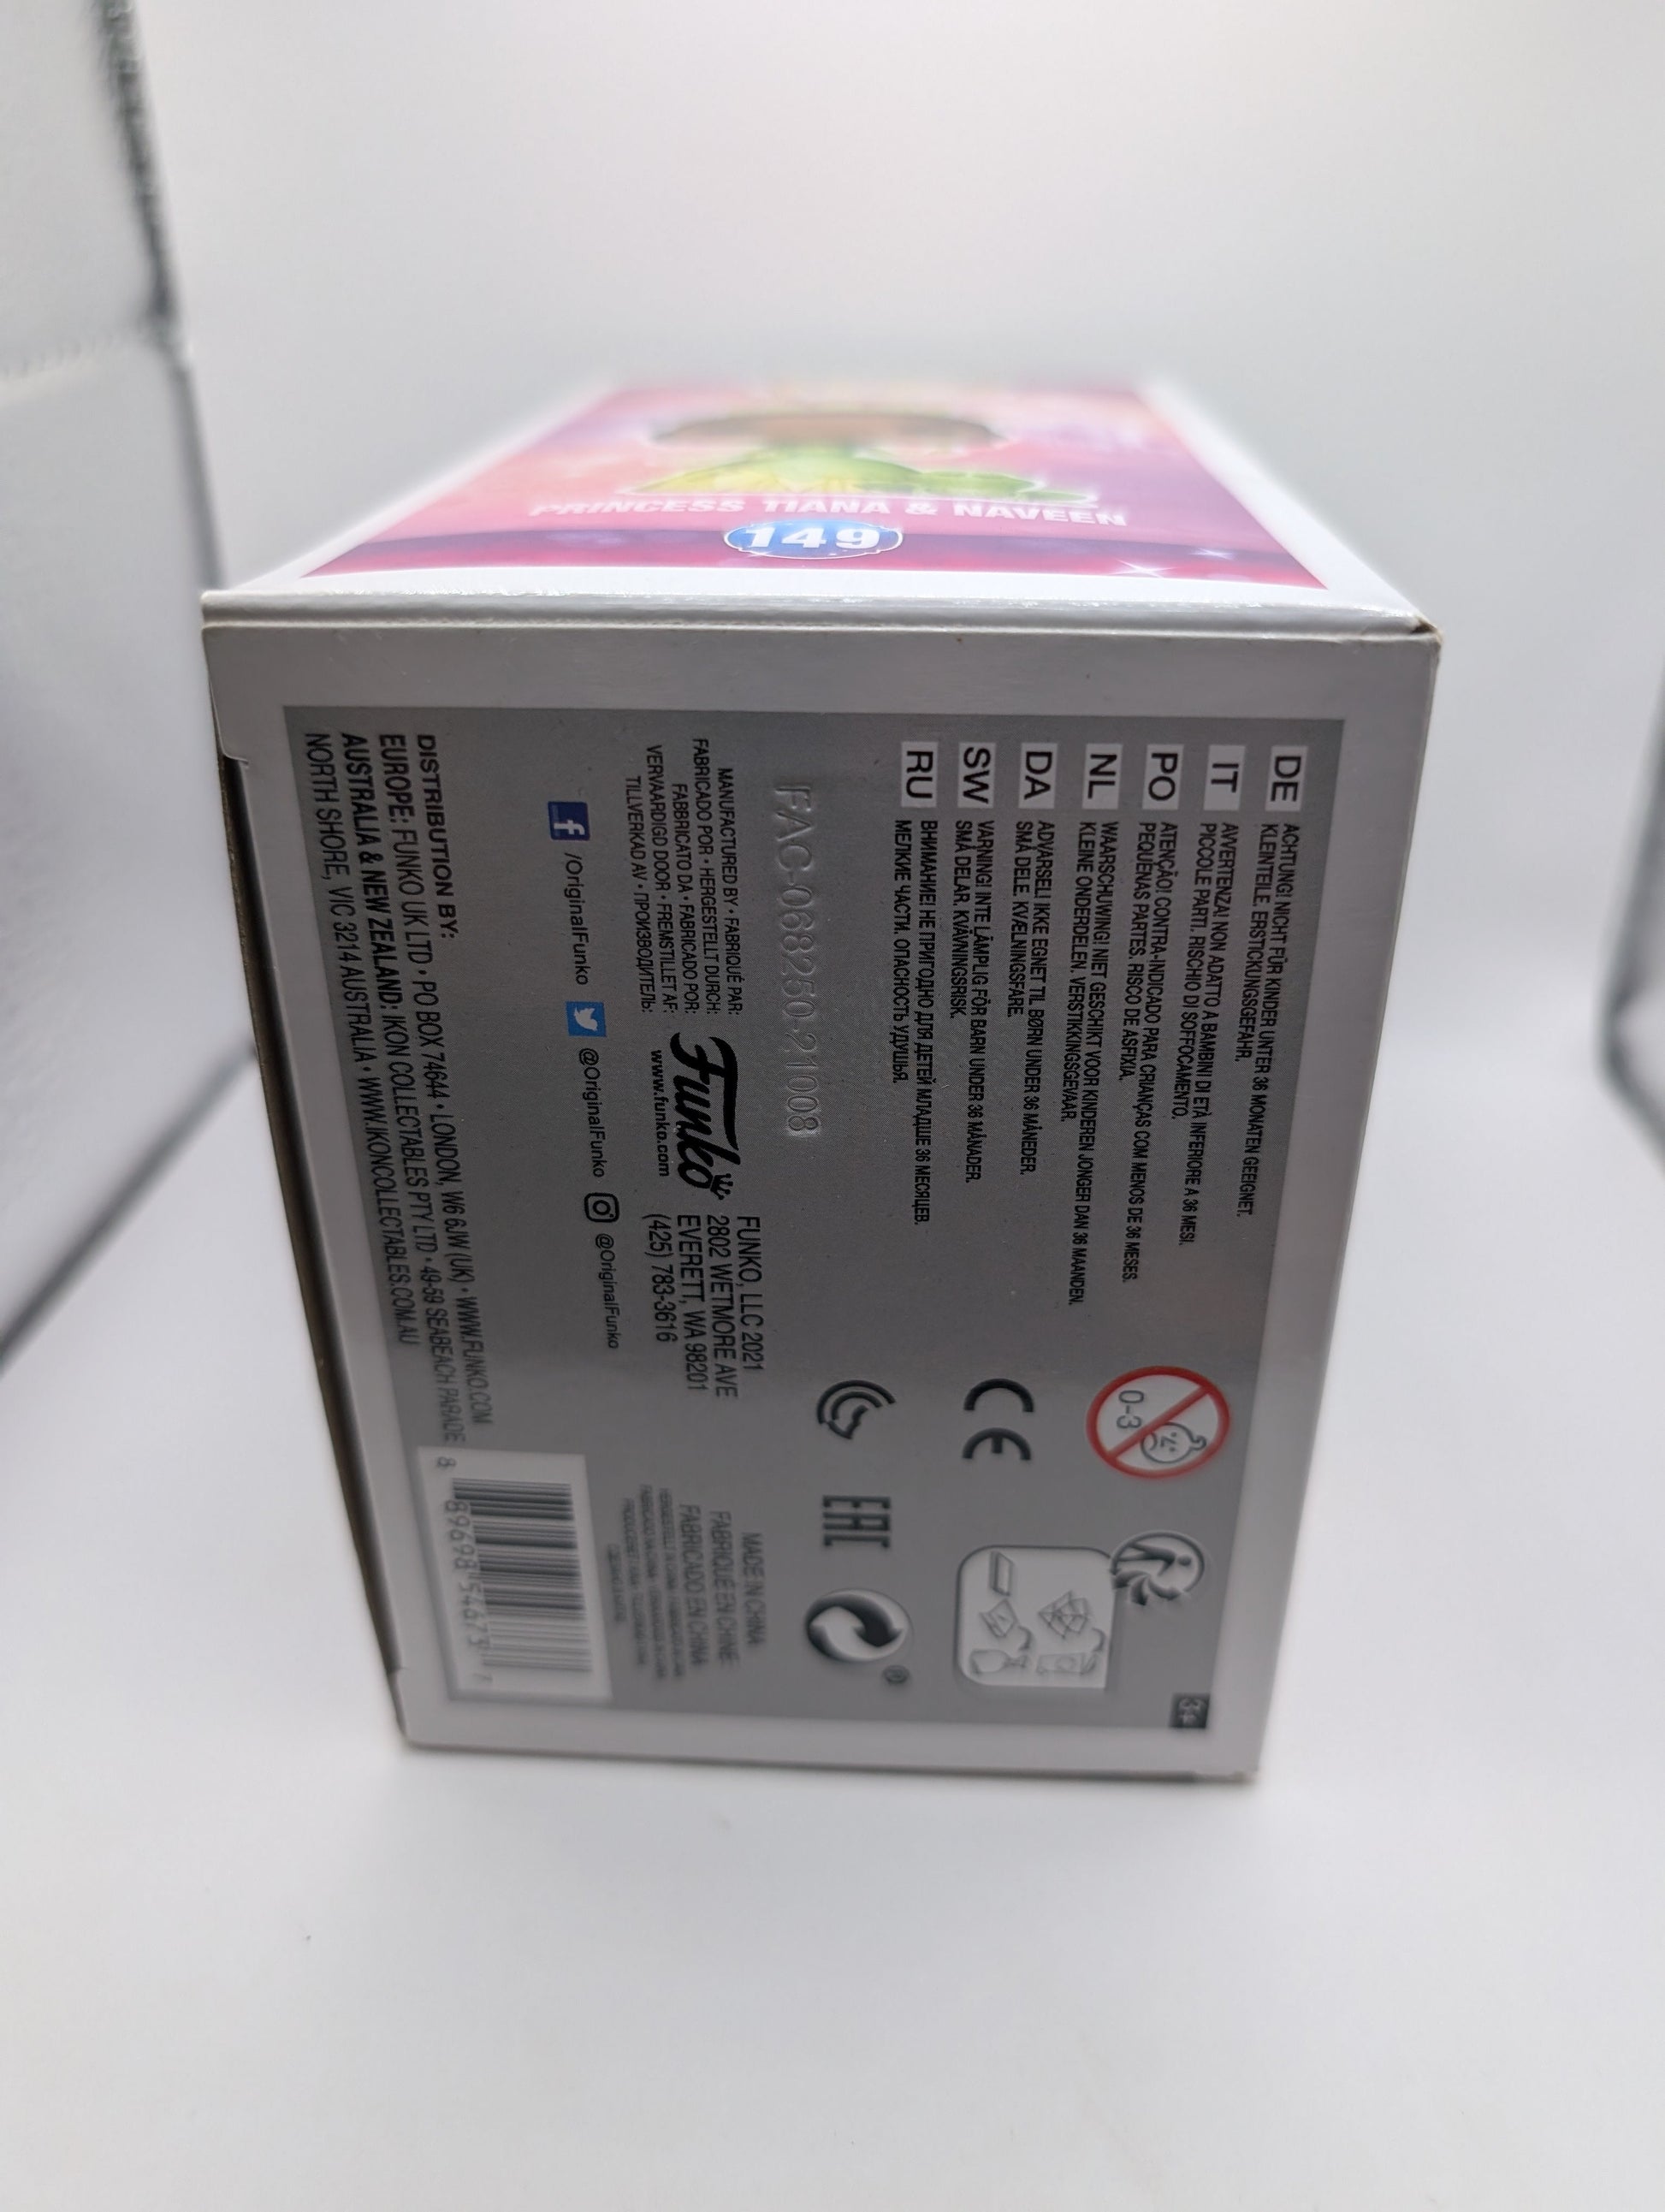 PRINCESS TIANA & NAVEEN
149
DE ACHTUNG! NICHT FÜR KINDER UNTER 36 MONATEN GEEIGNET.
KLEINTEILE. ERSTICKUNGSGEFAHR.
IT AVVERTENZA! NON ADATTO A BAMBINI DI ETÀ INFERIORE A 36 MESI.
PICCOLE PARTI. RISCHIO DI SOFFOCAMENTO.
PO ATENÇÃO! CONTRA-INDICADO PARA CRIANÇAS COM MENOS DE 36 MESES.
PEQUENAS PARTES. RISCO DE ASFIXIA.
NL WAARSCHUWING! NIET GESCHIKT VOOR KINDEREN JONGER DAN 36 MAANDEN.
KLEINE ONDERDELEN. VERSTIKKINGSGEVAAR.
DA ADVARSEL! IKKE EGNET TIL BØRN UNDER 36 MÅNEDER.
SMÅ DELE. KVÆLNINGSFARE.
SW VARNING! INTE LÄMPLIG FÖR BARN UNDER 36 MÅNADER.
SMÅ DELAR. KVÄVNINGSRISK.
RU ВНИМАНИЕ! НЕ ПРИГОДНО ДЛЯ ДЕТЕЙ МЛАДШЕ 36 МЕСЯЦЕВ.
МЕЛКИЕ ЧАСТИ. ОПАСНОСТЬ УДУШЬЯ.
0-3
3+
CE
EAC
®
FAC-068250-21008
MANUFACTURED BY • FABRIQUÉ PAR:
FABRICADO POR • HERGESTELLT DURCH:
FABBRICATO DA • FABRICADO POR:
VERVAARDIGD DOOR • FREMSTILLET AF:
TILLVERKAD AV • ПРОИЗВОДИТЕЛЬ:
Funko
www.funko.com
FUNKO, LLC 2021
2802 WETMORE AVE
EVERETT, WA 98201
(425) 783-3616
MADE IN CHINA
FABRIQUÉ EN CHINE
FABRICADO EN CHINA
/OriginalFunko
@OriginalFunko
@OriginalFunko
DISTRIBUTION BY:
EUROPE: FUNKO UK LTD • PO BOX 74644 • LONDON, W6 6JW (UK) • WWW.FUNKO.COM
AUSTRALIA & NEW ZEALAND: IKON COLLECTABLES PTY LTD • 49-59 SEABEACH PARADE
NORTH SHORE, VIC 3214 AUSTRALIA • WWW.IKONCOLLECTABLES.COM.AU
8 89698 54673 7